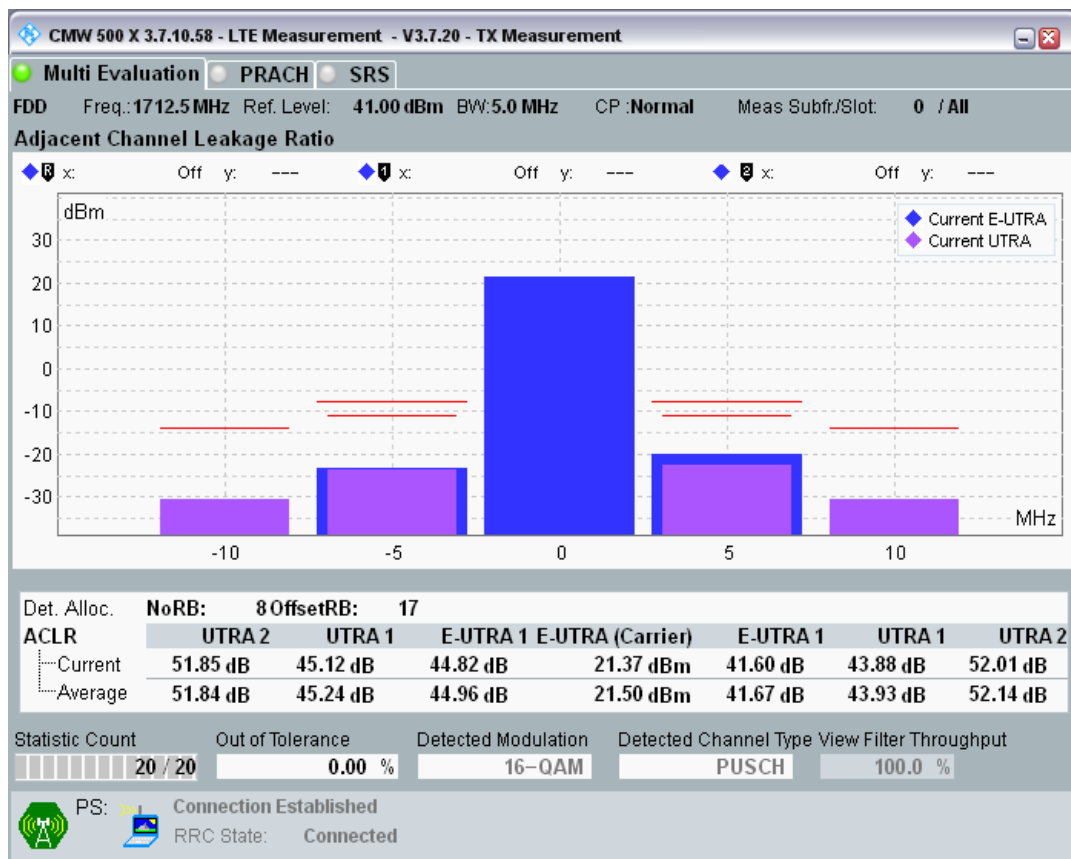 CMW 500 X 3.7.10.58 - LTE Measurement - V3.7.20 - TX Measurement
Multi Evaluation PRACH SRS
FDD Freq.:1712.5 MHz Ref. Level: 41.00 dBm BW:5.0 MHz CP :Normal Meas Subfr./Slot: 0 / All
Adjacent Channel Leakage Ratio
R x: Off y: --- 1 x: Off y: --- 2 x: Off y: ---
dBm
Current E-UTRA
Current UTRA
30
20
10
0
-10
-20
-30
MHz
-10 -5 0 5 10
Det. Alloc. NoRB: 8 OffsetRB: 17
ACLR UTRA 2 UTRA 1 E-UTRA 1 E-UTRA (Carrier) E-UTRA 1 UTRA 1 UTRA 2
Current 51.85 dB 45.12 dB 44.82 dB 21.37 dBm 41.60 dB 43.88 dB 52.01 dB
Average 51.84 dB 45.24 dB 44.96 dB 21.50 dBm 41.67 dB 43.93 dB 52.14 dB
Statistic Count Out of Tolerance Detected Modulation Detected Channel Type View Filter Throughput
20 / 20 0.00 % 16-QAM PUSCH 100.0 %
PS: Connection Established
RRC State: Connected